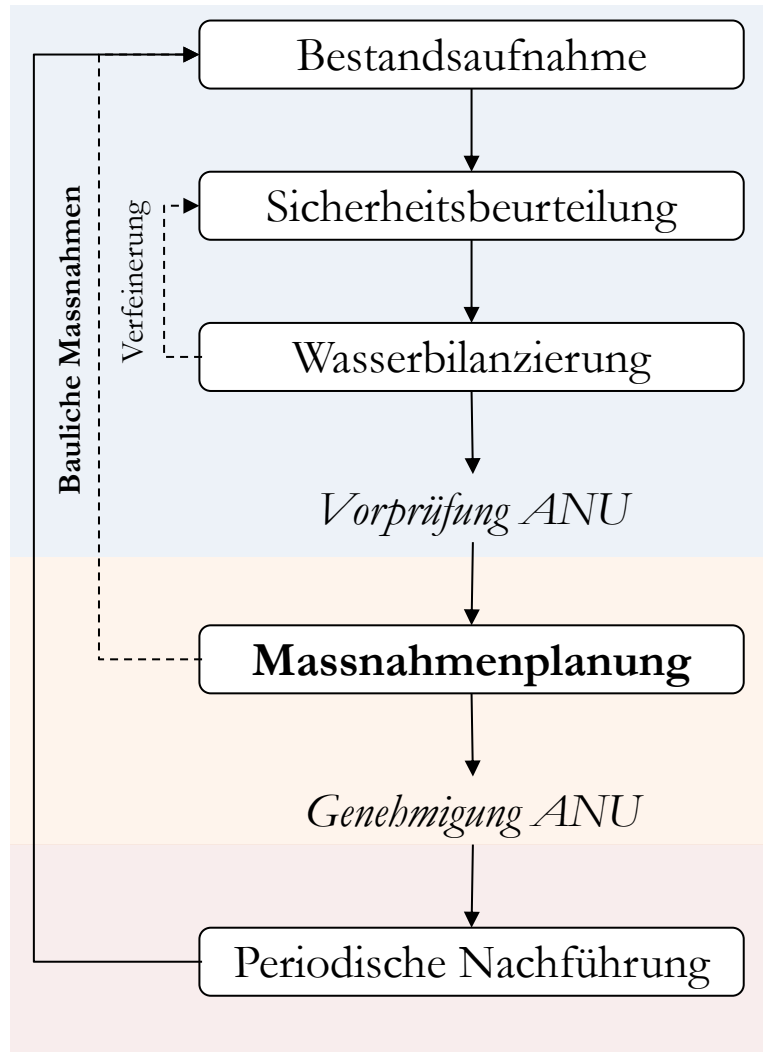 Bestandsaufnahme
Sicherheitsbeurteilung
Verfeinerung
Bauliche Massnahmen
Wasserbilanzierung
Vorprüfung ANU
Massnahmenplanung
Genehmigung ANU
Periodische Nachführung